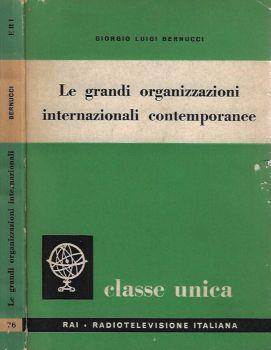 GIORGIO LUIGI BERNUCCI
Le grandi organizzazioni
internazionali contemporanee
classe unica
RAI • RADIOTELEVISIONE ITALIANA
ERI
BERNUCCI
Le grandi organizzazioni internazionali
76